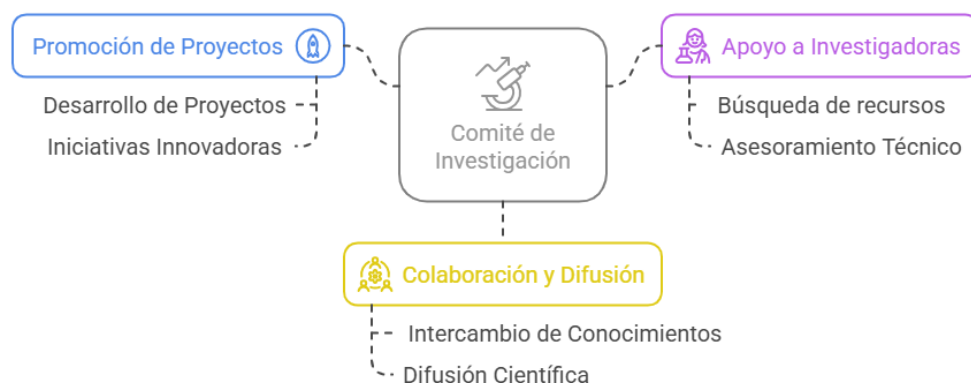 Promoción de Proyectos
Desarrollo de Proyectos
Iniciativas Innovadoras
Comité de
Investigación
Apoyo a Investigadoras
Búsqueda de recursos
Asesoramiento Técnico
Colaboración y Difusión
Intercambio de Conocimientos
Difusión Científica